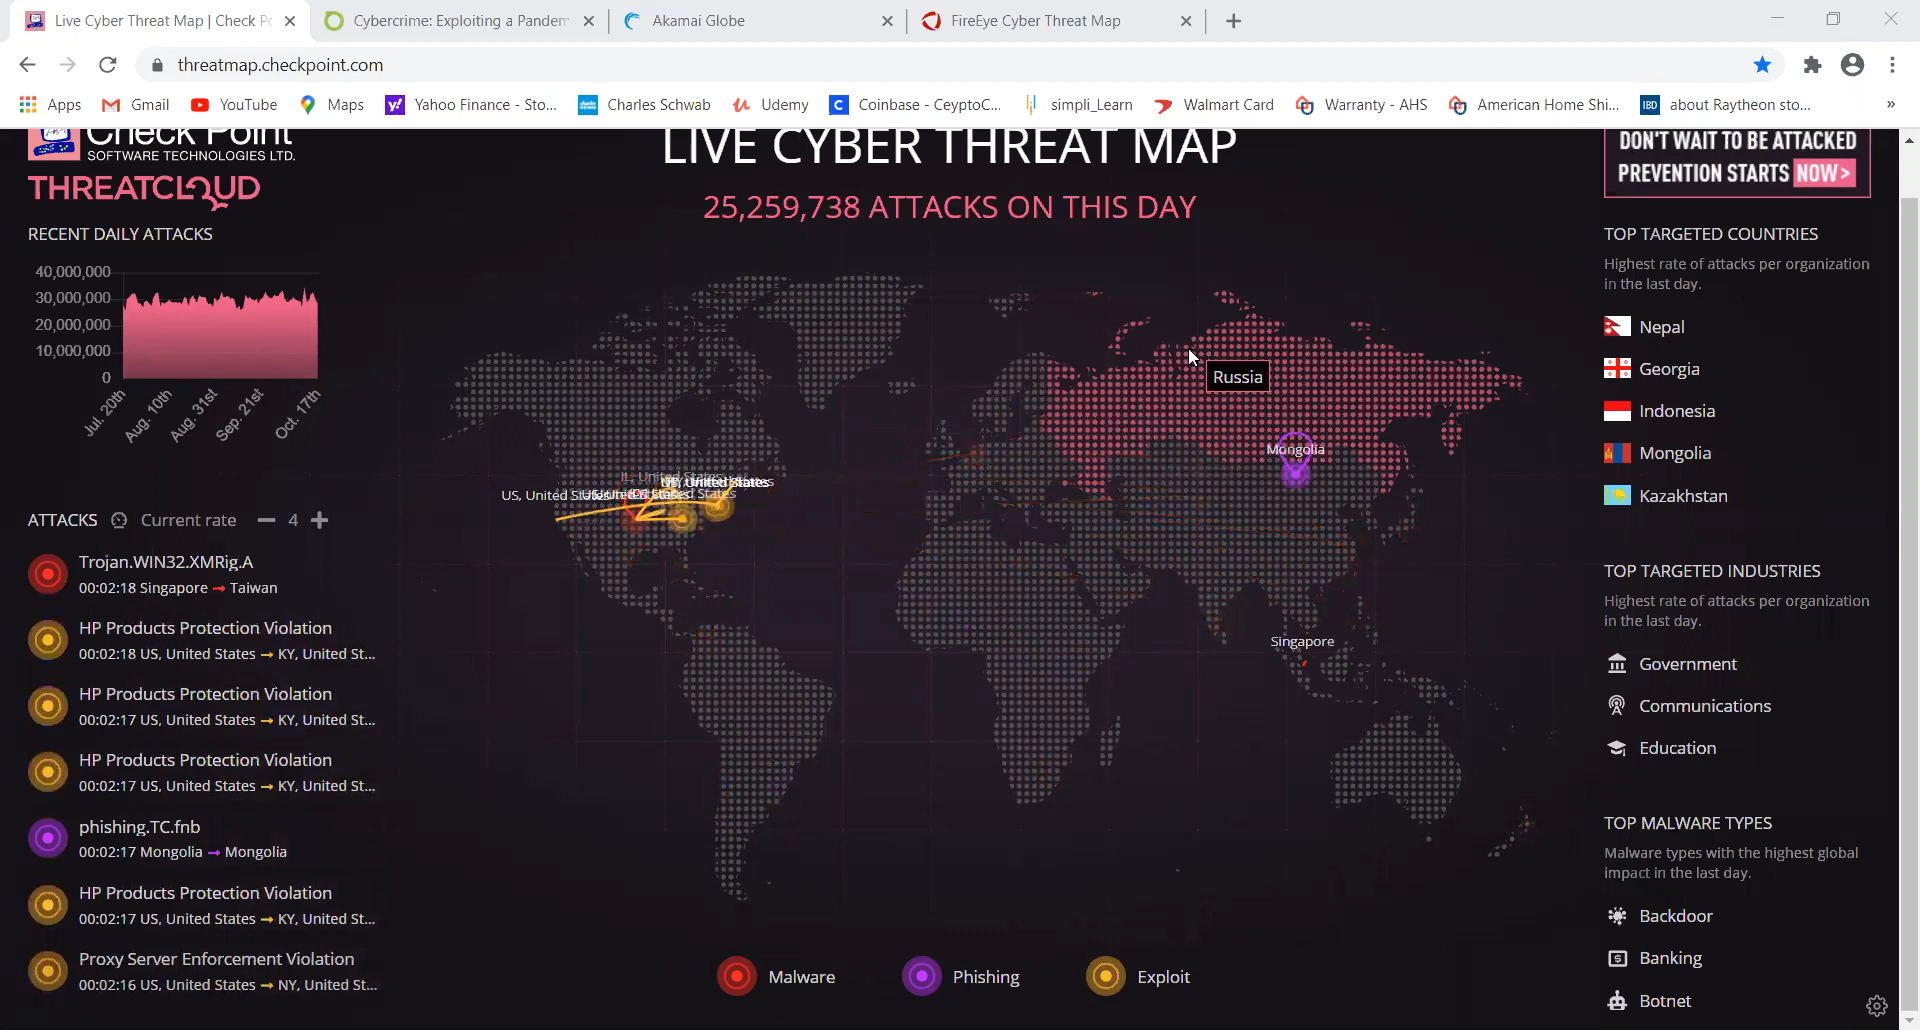 Live Cyber Threat Map | Check Po
Cybercrime: Exploiting a Pandem
Akamai Globe
FireEye Cyber Threat Map
threatmap.checkpoint.com
Apps
Gmail
YouTube
Maps
Yahoo Finance - Sto...
Charles Schwab
Udemy
Coinbase - CeyptoC...
simpli_Learn
Walmart Card
Warranty - AHS
American Home Shi...
IBD
about Raytheon sto...
»
Check Point
SOFTWARE TECHNOLOGIES LTD.
THREATCLOUD
LIVE CYBER THREAT MAP
25,259,738 ATTACKS ON THIS DAY
DON'T WAIT TO BE ATTACKED
PREVENTION STARTS NOW>
RECENT DAILY ATTACKS
40,000,000
30,000,000
20,000,000
10,000,000
0
Jul. 20th
Aug. 10th
Aug. 31st
Sep. 21st
Oct. 17th
ATTACKS
Current rate
4
Trojan.WIN32.XMRig.A
00:02:18 Singapore → Taiwan
HP Products Protection Violation
00:02:18 US, United States → KY, United St...
HP Products Protection Violation
00:02:17 US, United States → KY, United St...
HP Products Protection Violation
00:02:17 US, United States → KY, United St...
phishing.TC.fnb
00:02:17 Mongolia → Mongolia
HP Products Protection Violation
00:02:17 US, United States → KY, United St...
Proxy Server Enforcement Violation
00:02:16 US, United States → NY, United St...
Russia
Mongolia
IL, United States
United States
US, United States
Singapore
Malware
Phishing
Exploit
TOP TARGETED COUNTRIES
Highest rate of attacks per organization
in the last day.
Nepal
Georgia
Indonesia
Mongolia
Kazakhstan
TOP TARGETED INDUSTRIES
Highest rate of attacks per organization
in the last day.
Government
Communications
Education
TOP MALWARE TYPES
Malware types with the highest global
impact in the last day.
Backdoor
Banking
Botnet